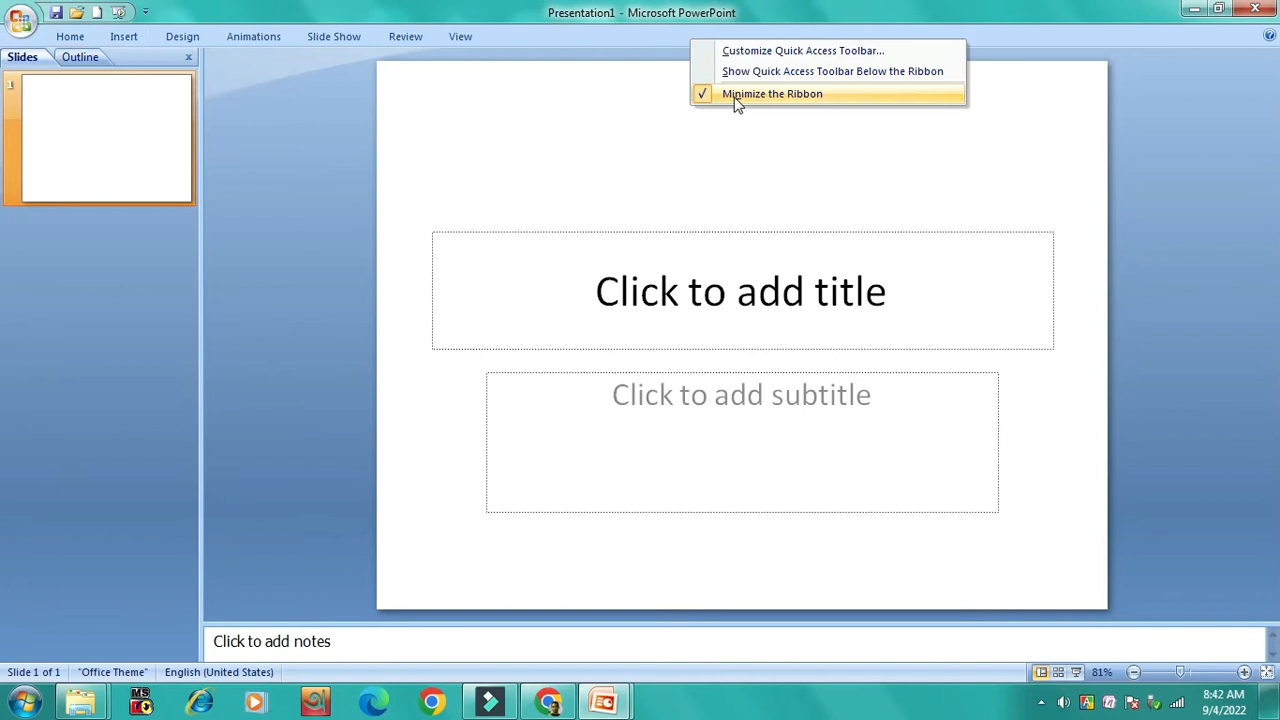 Presentation1 - Microsoft PowerPoint
Home Insert Design Animations Slide Show Review View
Customize Quick Access Toolbar...
Show Quick Access Toolbar Below the Ribbon
Minimize the Ribbon
Slides Outline
1
Click to add title
Click to add subtitle
Click to add notes
Slide 1 of 1 "Office Theme" English (United States) 81%
MS
8:42 AM
9/4/2022